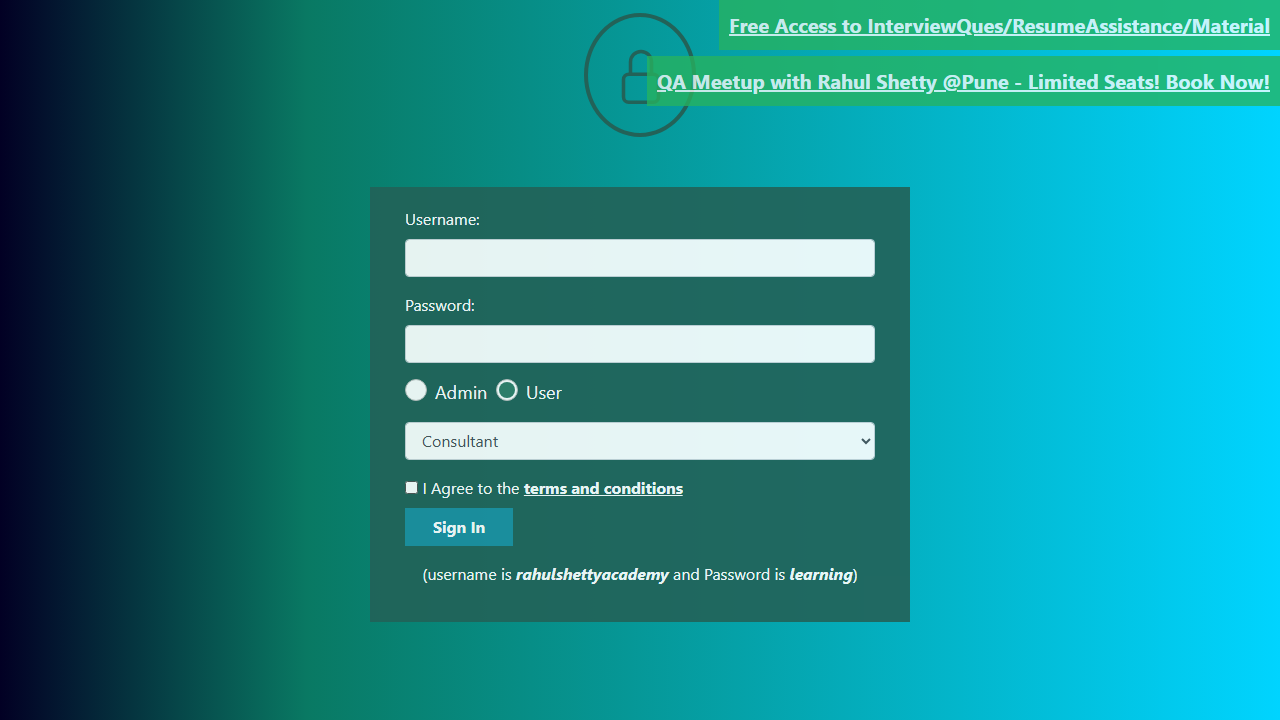 Free Access to InterviewQues/ResumeAssistance/Material
QA Meetup with Rahul Shetty @Pune - Limited Seats! Book Now!
Username:
Password:
Admin User
Consultant
I Agree to the terms and conditions
Sign In
(username is rahulshettyacademy and Password is learning)